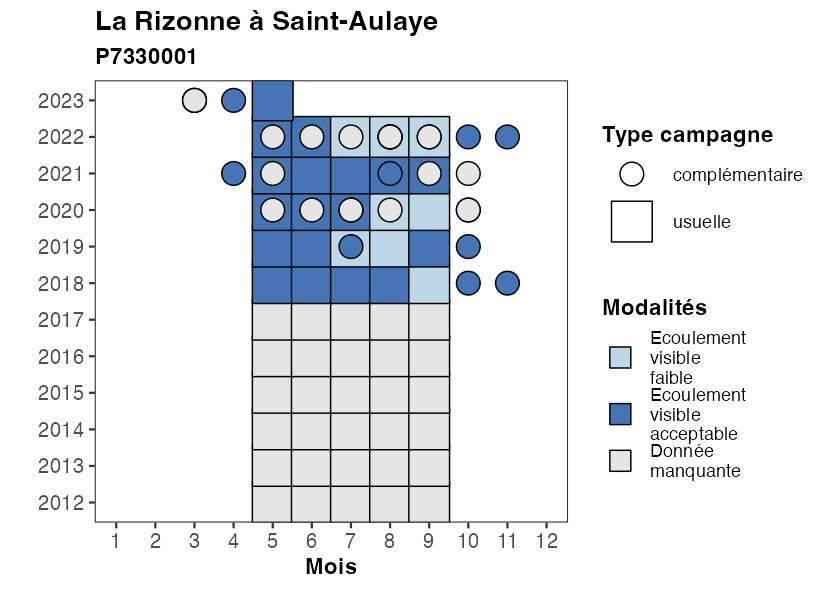 La Rizonne à Saint-Aulaye
P7330001
2023
2022
2021
2020
2019
2018
2017
2016
2015
2014
2013
2012
1 2 3 4 5 6 7 8 9 10 11 12
Mois
Type campagne
complémentaire
usuelle
Modalités
Ecoulement
visible
faible
Ecoulement
visible
acceptable
Donnée
manquante